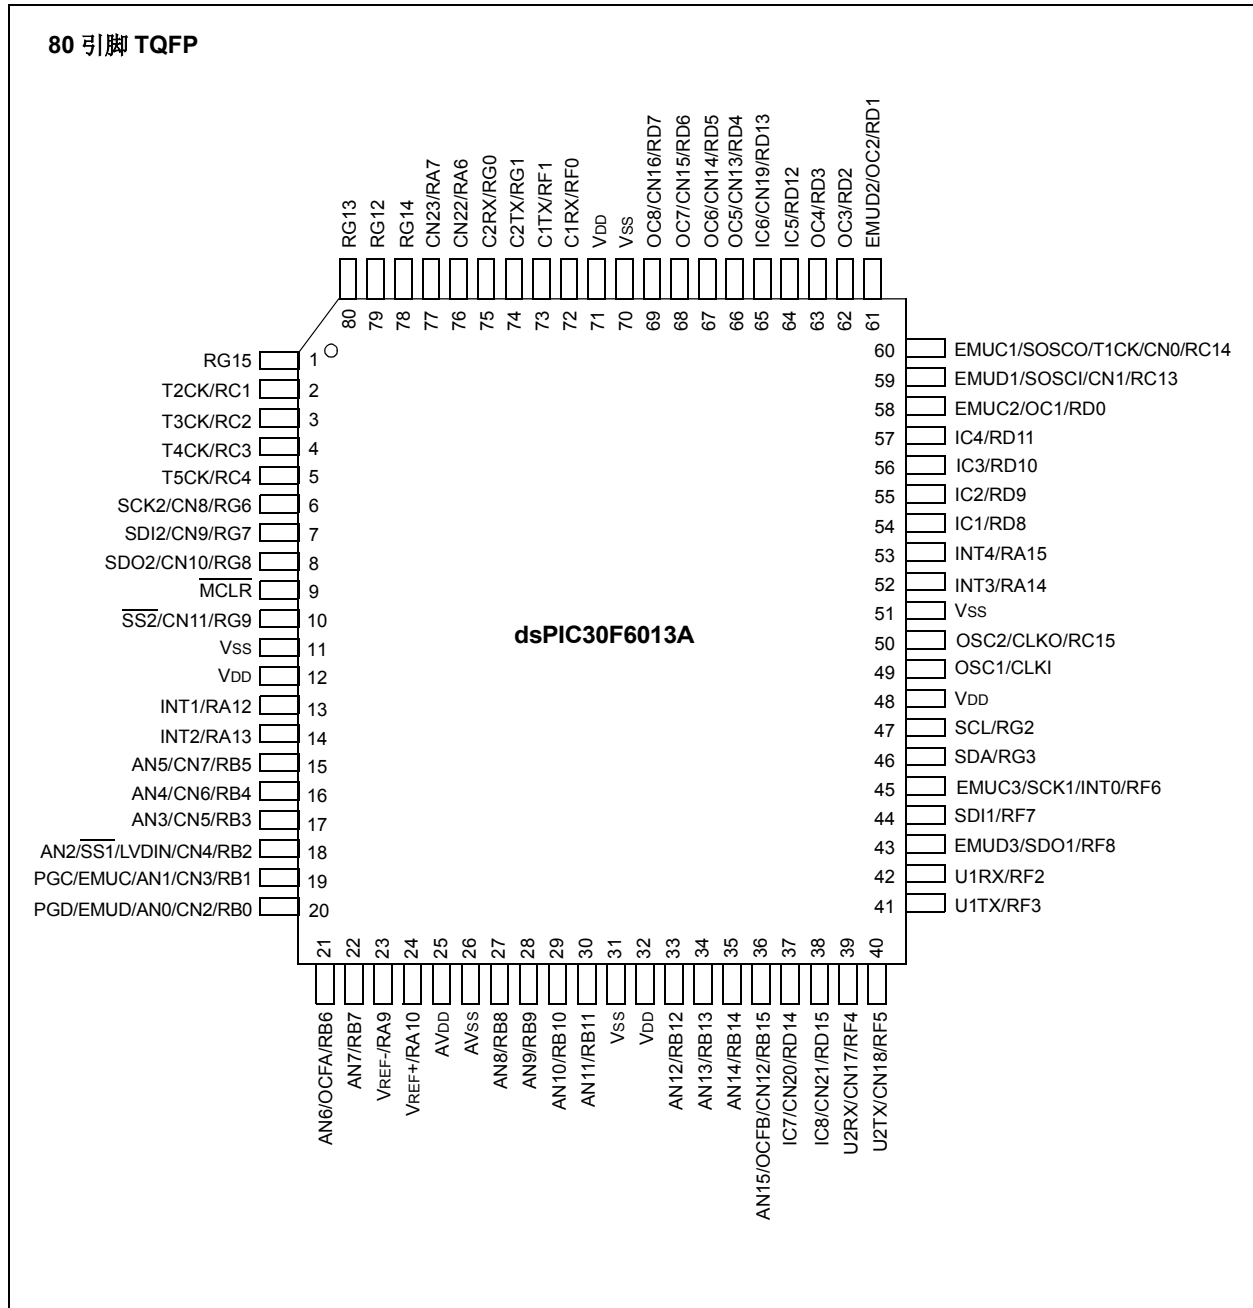 80 引脚 TQFP
RG13
RG12
RG14
CN23/RA7
CN22/RA6
C2RX/RG0
C2TX/RG1
C1TX/RF1
C1RX/RF0
VDD
VSS
OC8/CN16/RD7
OC7/CN15/RD6
OC6/CN14/RD5
OC5/CN13/RD4
IC6/CN19/RD13
IC5/RD12
OC4/RD3
OC3/RD2
EMUD2/OC2/RD1
80
79
78
77
76
75
74
73
72
71
70
69
68
67
66
65
64
63
62
61
RG15 1
T2CK/RC1 2
T3CK/RC2 3
T4CK/RC3 4
T5CK/RC4 5
SCK2/CN8/RG6 6
SDI2/CN9/RG7 7
SDO2/CN10/RG8 8
MCLR 9
SS2/CN11/RG9 10
VSS 11
VDD 12
INT1/RA12 13
INT2/RA13 14
AN5/CN7/RB5 15
AN4/CN6/RB4 16
AN3/CN5/RB3 17
AN2/SS1/LVDIN/CN4/RB2 18
PGC/EMUC/AN1/CN3/RB1 19
PGD/EMUD/AN0/CN2/RB0 20
dsPIC30F6013A
60 EMUC1/SOSCO/T1CK/CN0/RC14
59 EMUD1/SOSCI/CN1/RC13
58 EMUC2/OC1/RD0
57 IC4/RD11
56 IC3/RD10
55 IC2/RD9
54 IC1/RD8
53 INT4/RA15
52 INT3/RA14
51 VSS
50 OSC2/CLKO/RC15
49 OSC1/CLKI
48 VDD
47 SCL/RG2
46 SDA/RG3
45 EMUC3/SCK1/INT0/RF6
44 SDI1/RF7
43 EMUD3/SDO1/RF8
42 U1RX/RF2
41 U1TX/RF3
21
22
23
24
25
26
27
28
29
30
31
32
33
34
35
36
37
38
39
40
AN6/OCFA/RB6
AN7/RB7
VREF-/RA9
VREF+/RA10
AVDD
AVSS
AN8/RB8
AN9/RB9
AN10/RB10
AN11/RB11
VSS
VDD
AN12/RB12
AN13/RB13
AN14/RB14
AN15/OCFB/CN12/RB15
IC7/CN20/RD14
IC8/CN21/RD15
U2RX/CN17/RF4
U2TX/CN18/RF5